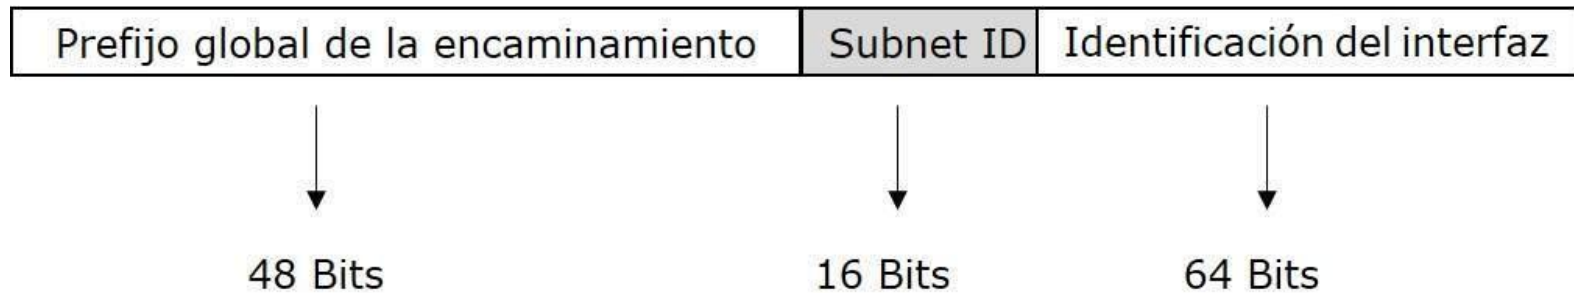 Prefijo global de la encaminamiento Subnet ID Identificación del interfaz
48 Bits 16 Bits 64 Bits